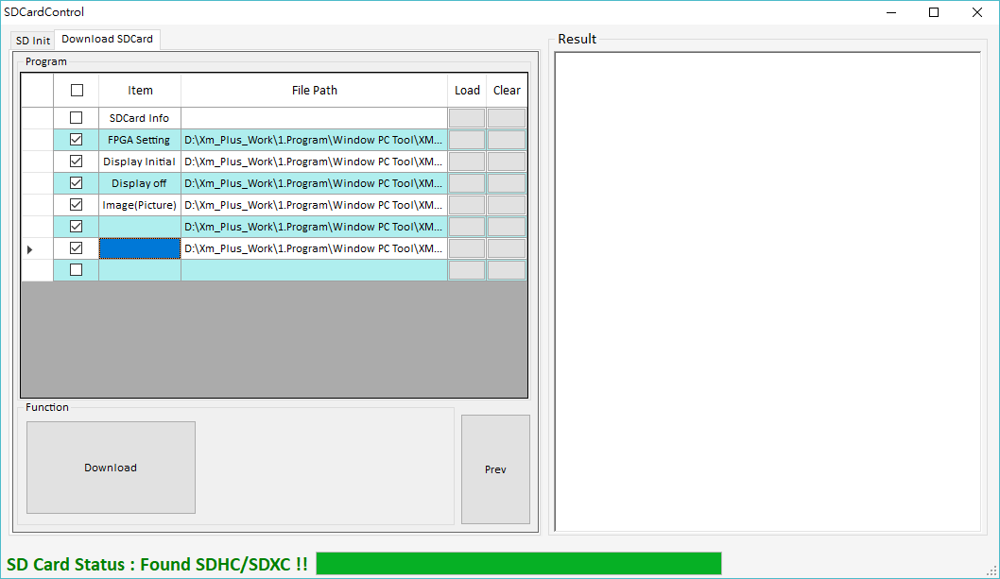 SDCardControl
SD Init Download SDCard
Program
Item File Path Load Clear
SDCard Info
FPGA Setting D:\Xm_Plus_Work\1.Program\Window PC Tool\XM...
Display Initial D:\Xm_Plus_Work\1.Program\Window PC Tool\XM...
Display off D:\Xm_Plus_Work\1.Program\Window PC Tool\XM...
Image(Picture) D:\Xm_Plus_Work\1.Program\Window PC Tool\XM...
D:\Xm_Plus_Work\1.Program\Window PC Tool\XM...
D:\Xm_Plus_Work\1.Program\Window PC Tool\XM...
Function
Download
Prev
Result
SD Card Status : Found SDHC/SDXC !!